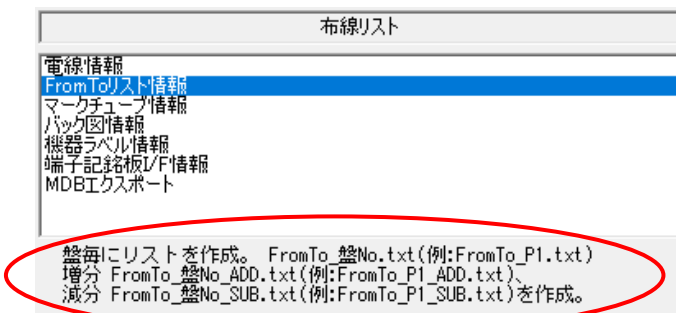 布線リスト
電線情報
FromToリスト情報
マークチューブ情報
バック図情報
機器ラベル情報
端子記銘板I/F情報
MDBエクスポート
盤毎にリストを作成。 FromTo_盤No.txt(例:FromTo_P1.txt)
増分 FromTo_盤No_ADD.txt(例:FromTo_P1_ADD.txt)、
減分 FromTo_盤No_SUB.txt(例:FromTo_P1_SUB.txt)を作成。